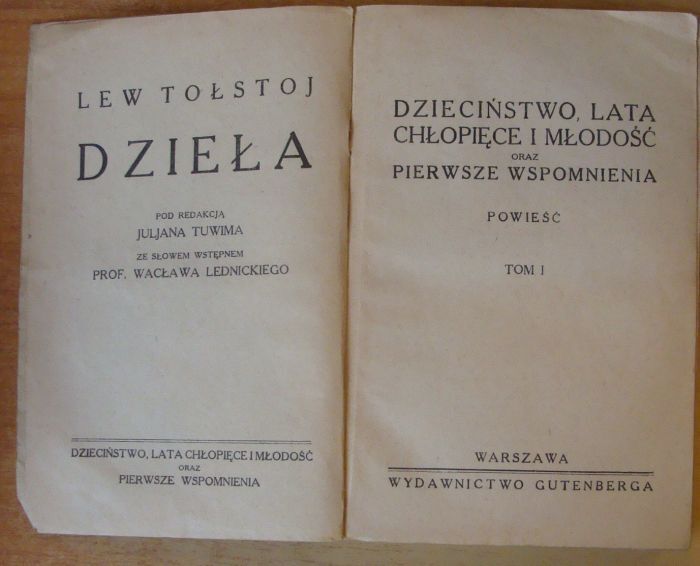 LEW TOŁSTOJ
DZIEŁA
POD REDAKCJĄ
JULJANA TUWIMA
ZE SŁOWEM WSTĘPNEM
PROF. WACŁAWA LEDNICKIEGO
DZIECIŃSTWO, LATA CHŁOPIĘCE I MŁODOŚĆ
ORAZ
PIERWSZE WSPOMNIENIA
DZIECIŃSTWO, LATA
CHŁOPIĘCE I MŁODOŚĆ
ORAZ
PIERWSZE WSPOMNIENIA
POWIEŚĆ
TOM I
WARSZAWA
WYDAWNICTWO GUTENBERGA